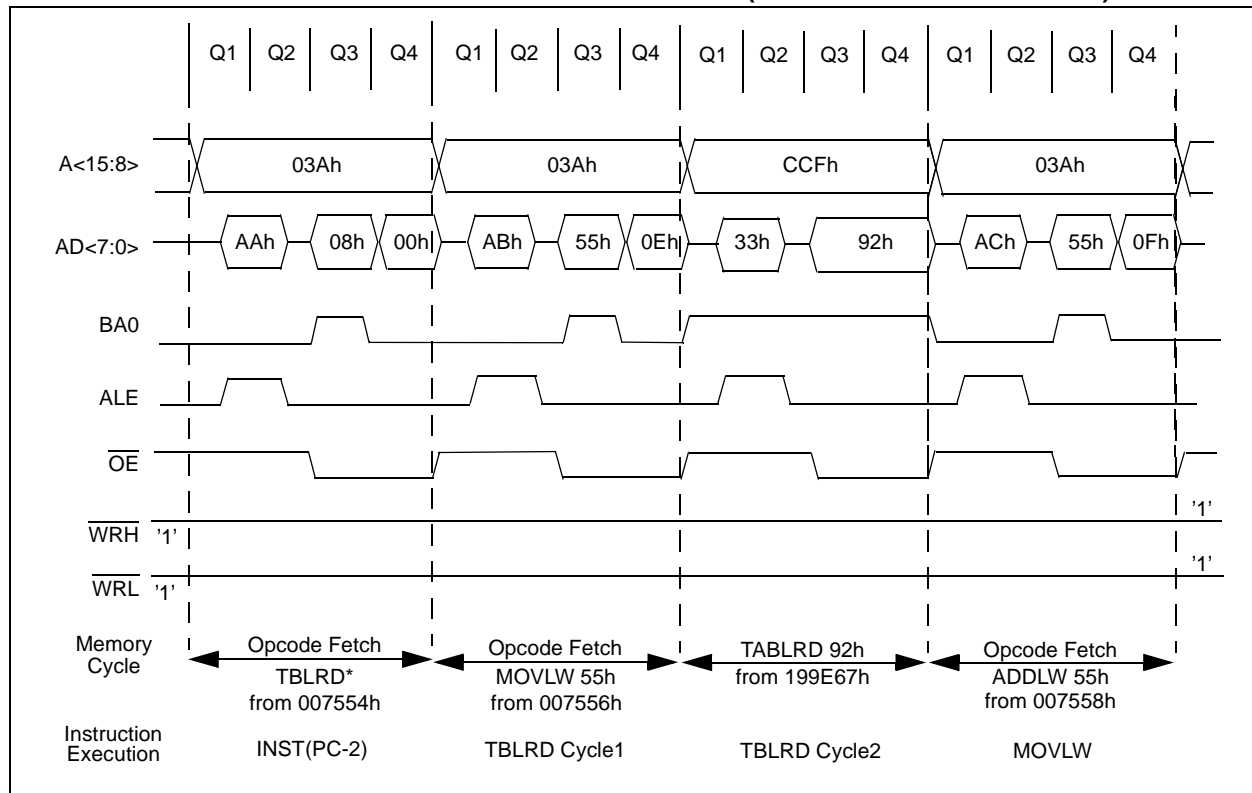 Q1 Q2 Q3 Q4 Q1 Q2 Q3 Q4 Q1 Q2 Q3 Q4 Q1 Q2 Q3 Q4
A<15:8> 03Ah 03Ah CCFh 03Ah
AD<7:0> AAh 08h 00h ABh 55h 0Eh 33h 92h ACh 55h 0Fh
BA0
ALE
OE
'1'
WRH '1'
'1'
WRL '1'
Memory Cycle
Opcode Fetch
TBLRD*
from 007554h
Opcode Fetch
MOVLW 55h
from 007556h
TABLRD 92h
from 199E67h
Opcode Fetch
ADDLW 55h
from 007558h
Instruction Execution
INST(PC-2) TBLRD Cycle1 TBLRD Cycle2 MOVLW